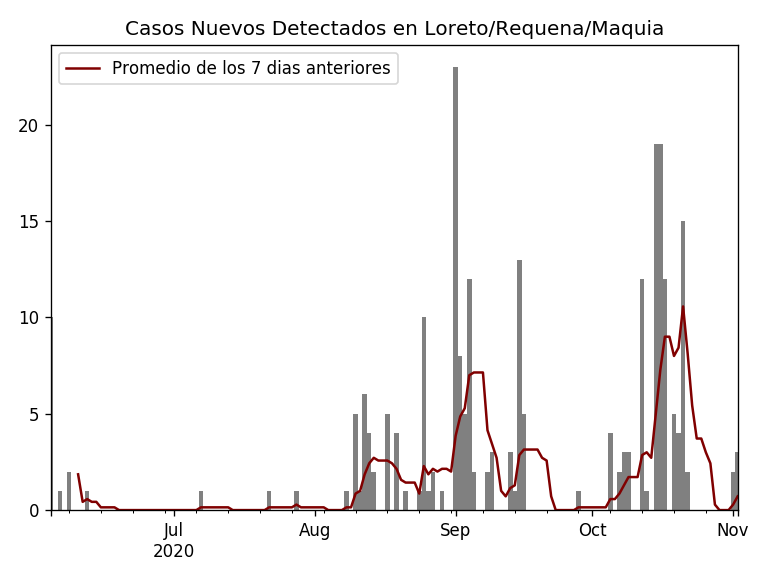 Casos Nuevos Detectados en Loreto/Requena/Maquia
Promedio de los 7 dias anteriores
20
15
10
5
0
Jul Aug Sep Oct Nov
2020